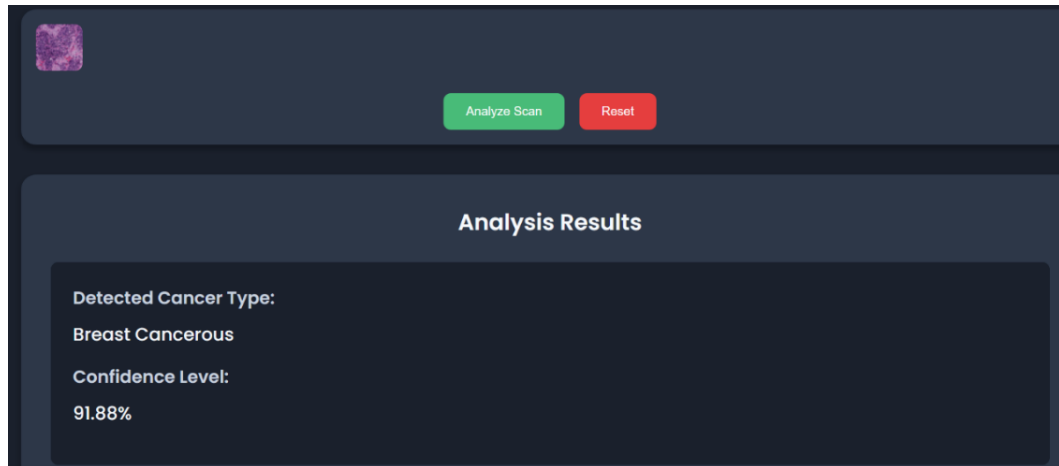 Analyze Scan
Reset
Analysis Results
Detected Cancer Type:
Breast Cancerous
Confidence Level:
91.88%